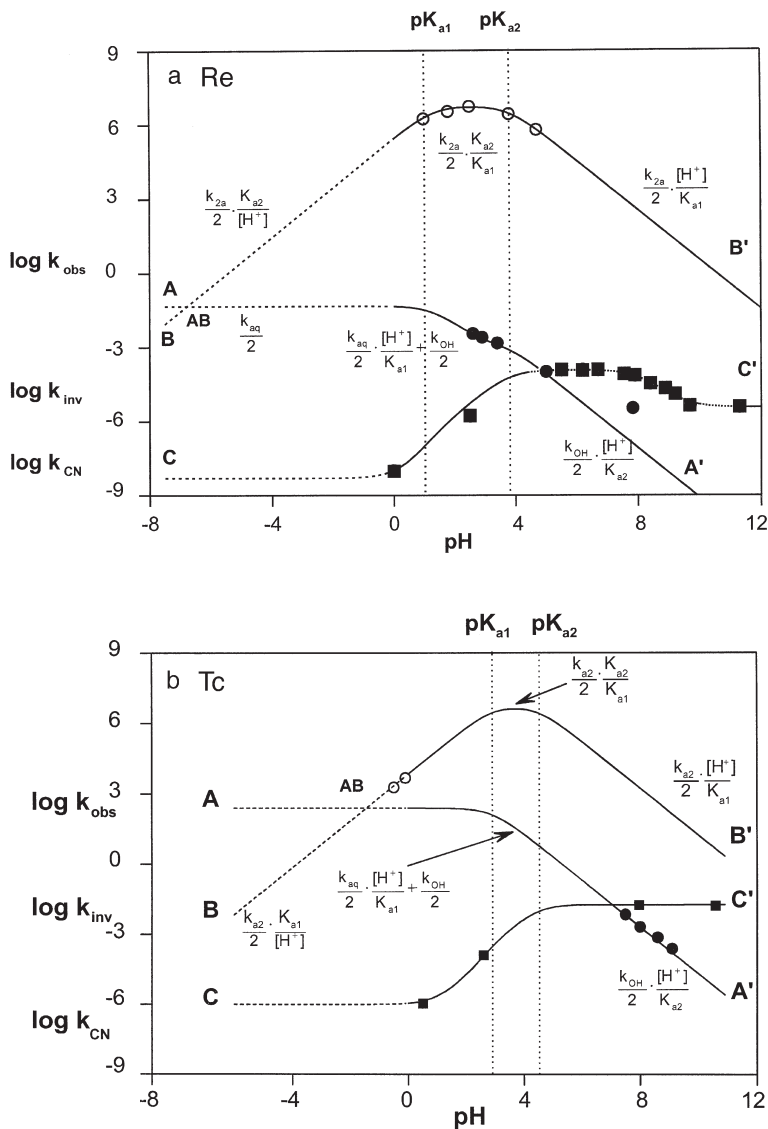 pKa1 pKa2
9
a Re
6
k2a/2 · Ka2/Ka1
k2a/2 · Ka2/[H+]
k2a/2 · [H+]/Ka1
3
B'
log kobs 0
A
AB
B
kaq/2
kaq/2 · [H+]/Ka1 + kOH/2
-3
C'
log kinv
-6
log kCN
C
kOH/2 · [H+]/Ka2
A'
-9
-8 -4 0 4 8 12
pH
pKa1 pKa2
9
b Tc
ka2/2 · Ka2/Ka1
6
AB
3
A
ka2/2 · [H+]/Ka1
log kobs
B'
0
kaq/2 · [H+]/Ka1 + kOH/2
B
C'
log kinv
ka2/2 · Ka1/[H+]
-3
C
kOH/2 · [H+]/Ka2
A'
-6
log kCN
-9
-8 -4 0 4 8 12
pH